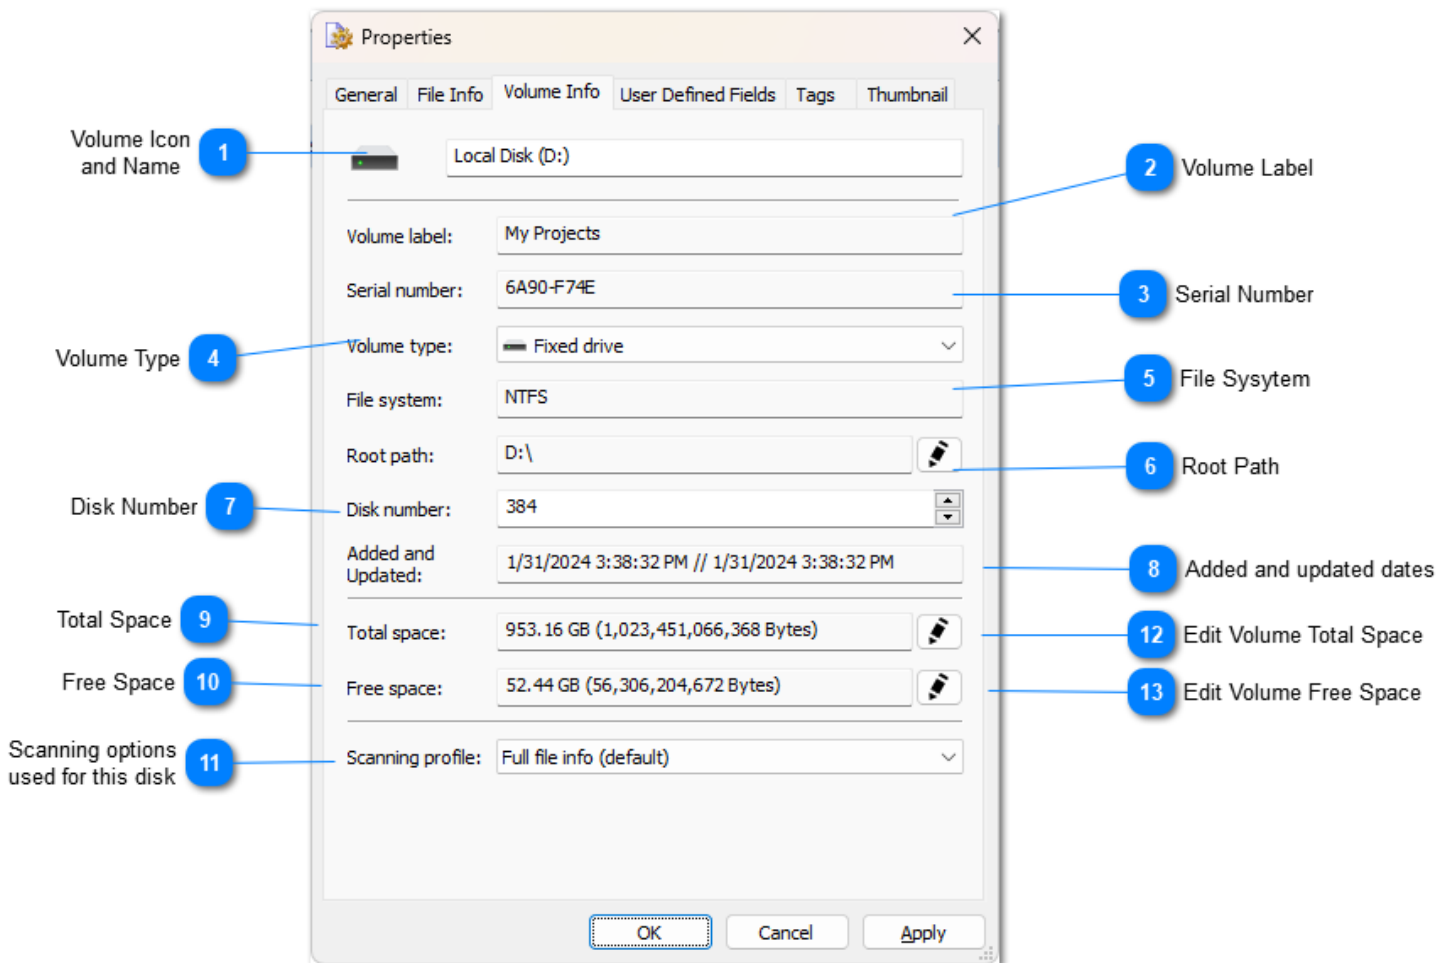 Properties
General File Info Volume Info User Defined Fields Tags Thumbnail
Volume Icon
and Name
1
Local Disk (D:)
2 Volume Label
Volume label: My Projects
Serial number: 6A90-F74E
3 Serial Number
Volume Type 4
Volume type: Fixed drive
5 File Sysytem
File system: NTFS
Root path: D:\
6 Root Path
Disk Number 7
Disk number: 384
Added and
Updated:
1/31/2024 3:38:32 PM // 1/31/2024 3:38:32 PM
8 Added and updated dates
Total Space 9
Total space: 953.16 GB (1,023,451,066,368 Bytes)
12 Edit Volume Total Space
Free Space 10
Free space: 52.44 GB (56,306,204,672 Bytes)
13 Edit Volume Free Space
Scanning options
used for this disk
11
Scanning profile: Full file info (default)
OK Cancel Apply